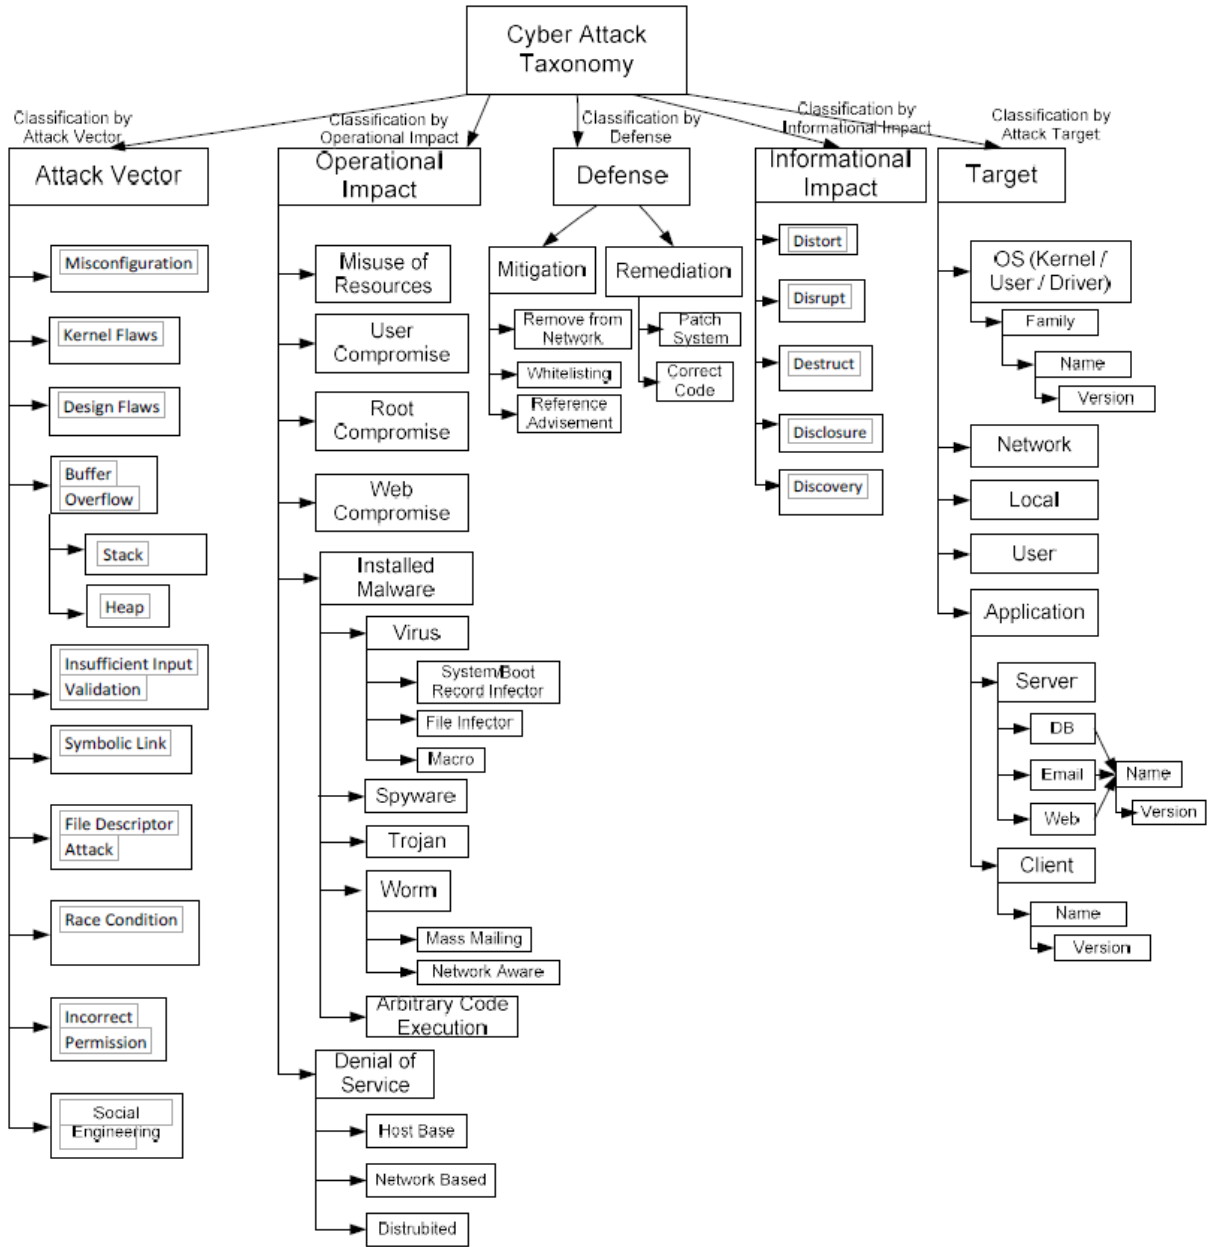 Cyber Attack
Taxonomy
Classification by
Attack Vector
Classification by
Operational Impact
Classification by
Defense
Classification by
Informational Impact
Classification by
Attack Target
Attack Vector
Misconfiguration
Kernel Flaws
Design Flaws
Buffer
Overflow
Stack
Heap
Insufficient Input
Validation
Symbolic Link
File Descriptor
Attack
Race Condition
Incorrect
Permission
Social
Engineering
Operational
Impact
Misuse of
Resources
User
Compromise
Root
Compromise
Web
Compromise
Installed
Malware
Virus
System/Boot
Record Infector
File Infector
Macro
Spyware
Trojan
Worm
Mass Mailing
Network Aware
Arbitrary Code
Execution
Denial of
Service
Host Base
Network Based
Distrubited
Defense
Mitigation
Remove from
Network
Whitelisting
Reference
Advisement
Remediation
Patch
System
Correct
Code
Informational
Impact
Distort
Disrupt
Destruct
Disclosure
Discovery
Target
OS (Kernel /
User / Driver)
Family
Name
Version
Network
Local
User
Application
Server
DB
Email
Web
Name
Version
Client
Name
Version